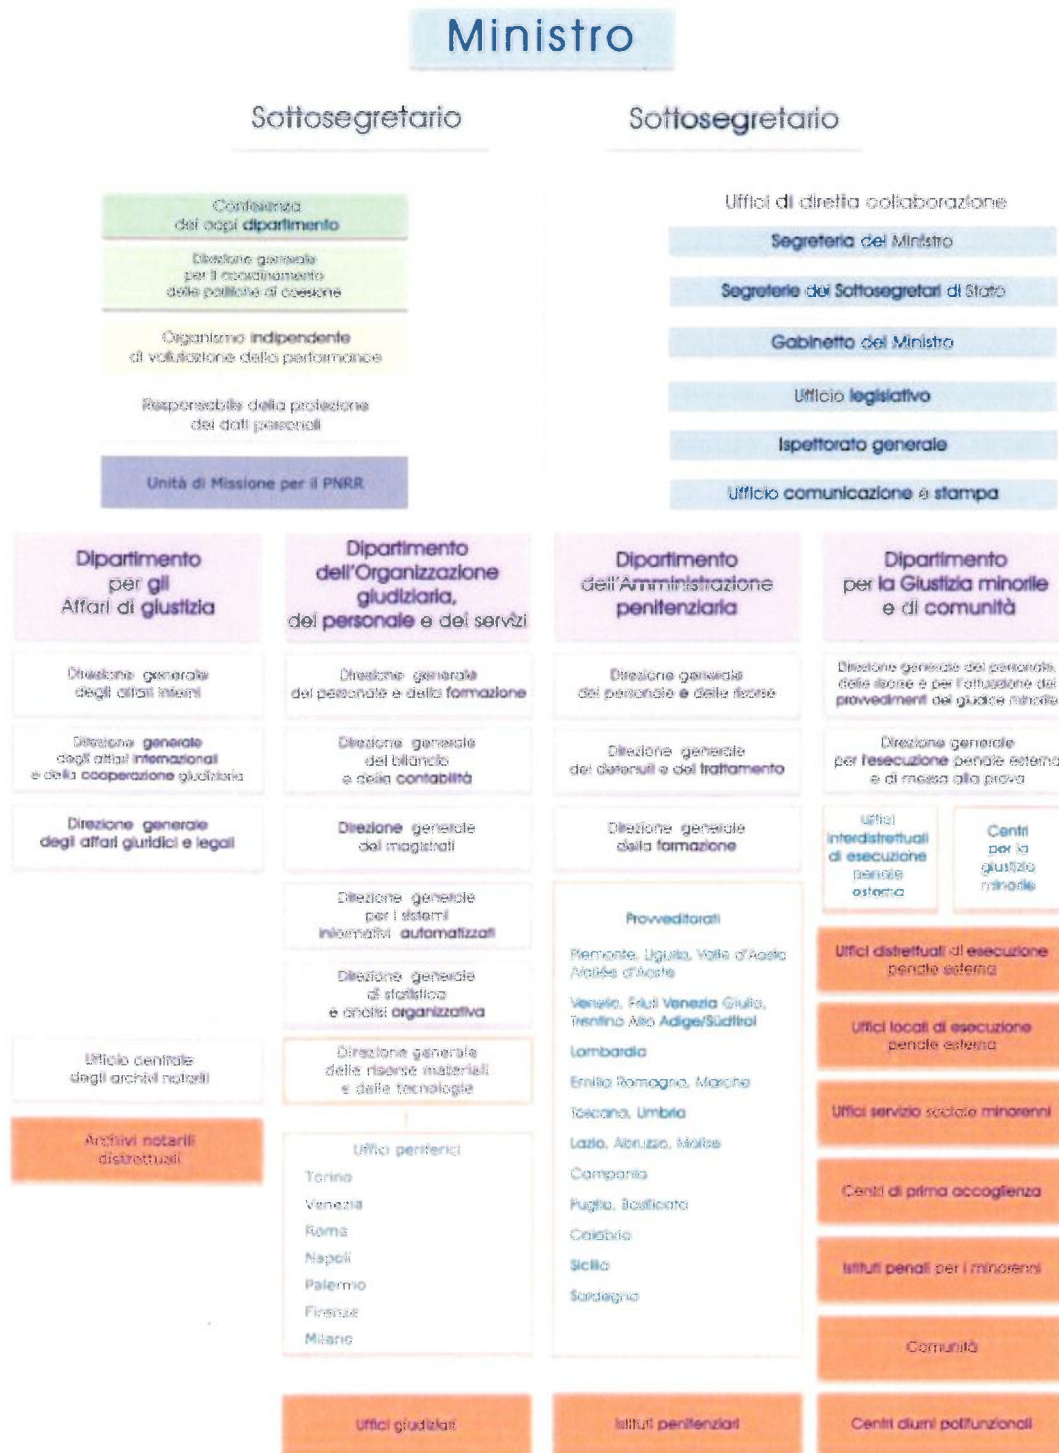 Ministro
Sottosegretario
Sottosegretario
Conferenza
dei capi dipartimento
Direzione generale
per il coordinamento
delle politiche di coesione
Organismo indipendente
di valutazione della performance
Responsabile della protezione
dei dati personali
Unità di Missione per il PNRR
Uffici di diretta collaborazione
Segreteria del Ministro
Segreterie dei Sottosegretari di Stato
Gabinetto del Ministro
Ufficio legislativo
Ispettorato generale
Ufficio comunicazione e stampa
Dipartimento
per gli
Affari di giustizia
Direzione generale
degli affari interni
Direzione generale
degli affari internazionali
e della cooperazione giudiziaria
Direzione generale
degli affari giuridici e legali
Ufficio centrale
degli archivi notarili
Archivi notarili
distrettuali
Dipartimento
dell'Organizzazione
giudiziaria,
del personale e dei servizi
Direzione generale
del personale e della formazione
Direzione generale
del bilancio
e della contabilità
Direzione generale
dei magistrati
Direzione generale
per i sistemi
informativi automatizzati
Direzione generale
di statistica
e analisi organizzativa
Direzione generale
delle risorse materiali
e delle tecnologie
Uffici periferici
Torino
Venezia
Roma
Napoli
Palermo
Firenze
Milano
Uffici giudiziari
Dipartimento
dell'Amministrazione
penitenziaria
Direzione generale
del personale e delle risorse
Direzione generale
dei detenuti e del trattamento
Direzione generale
della formazione
Provveditorati
Piemonte, Liguria, Valle d'Aosta
/Vallée d'Aoste
Veneto, Friuli Venezia Giulia,
Trentino Alto Adige/Südtirol
Lombardia
Emilia Romagna, Marche
Toscana, Umbria
Lazio, Abruzzo, Molise
Campania
Puglia, Basilicata
Calabria
Sicilia
Sardegna
Istituti penitenziari
Dipartimento
per la Giustizia minorile
e di comunità
Direzione generale del personale,
delle risorse e per l'attuazione dei
provvedimenti del giudice minorile
Direzione generale
per l'esecuzione penale esterna
e di messa alla prova
Uffici
interdistrettuali
di esecuzione
penale
esterna
Centri
per la
giustizia
minorile
Uffici distrettuali di esecuzione
penale esterna
Uffici locali di esecuzione
penale esterna
Uffici servizio sociale minorenni
Centri di prima accoglienza
Istituti penali per i minorenni
Comunità
Centri diurni polifunzionali